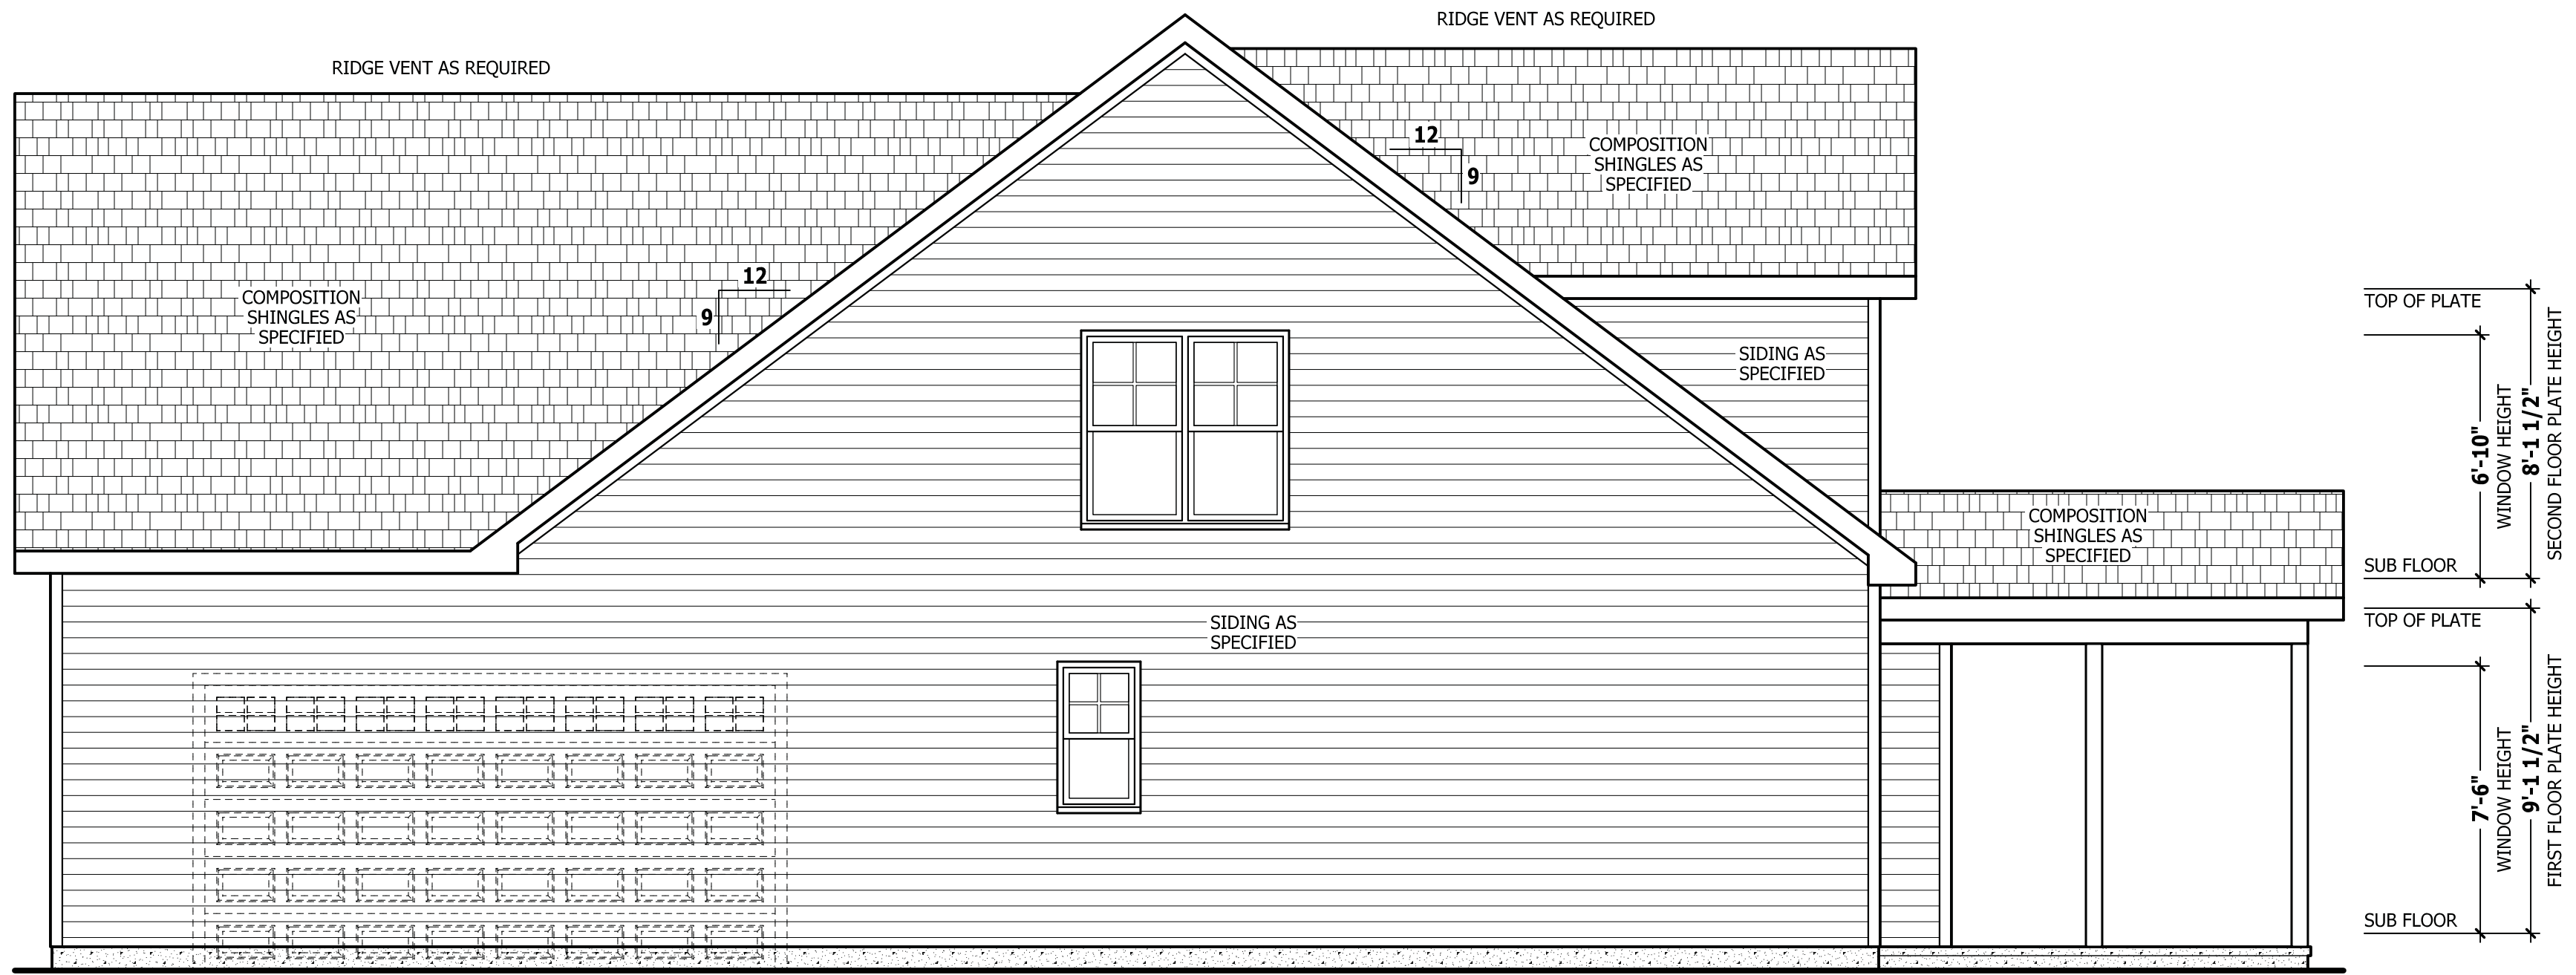 RIDGE VENT AS REQUIRED
RIDGE VENT AS REQUIRED
12
9
COMPOSITION
SHINGLES AS
SPECIFIED
12
9
COMPOSITION
SHINGLES AS
SPECIFIED
SIDING AS
SPECIFIED
COMPOSITION
SHINGLES AS
SPECIFIED
SIDING AS
SPECIFIED
TOP OF PLATE
6'-10"
WINDOW HEIGHT
8'-1 1/2"
SECOND FLOOR PLATE HEIGHT
SUB FLOOR
TOP OF PLATE
7'-6"
WINDOW HEIGHT
9'-1 1/2"
FIRST FLOOR PLATE HEIGHT
SUB FLOOR